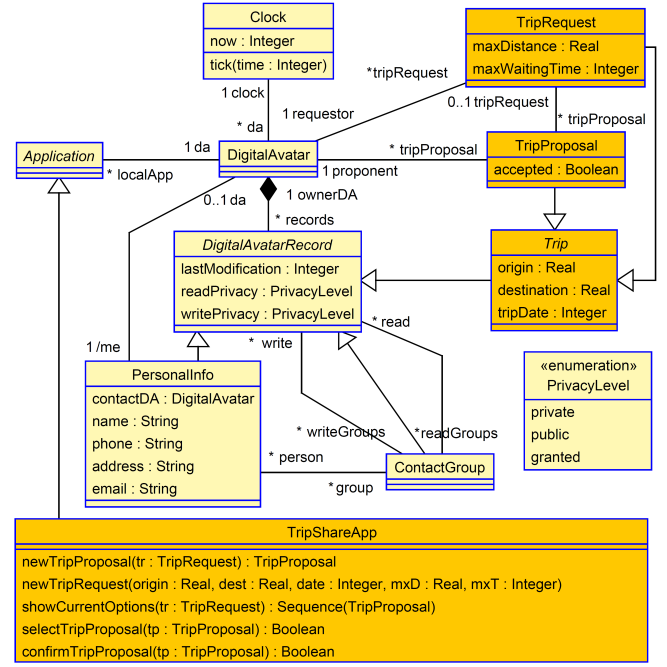 Clock
now : Integer
tick(time : Integer)
1 clock
* da
TripRequest
maxDistance : Real
maxWaitingTime : Integer
*tripRequest
0..1 tripRequest
1 requestor
* tripProposal
Application
1 da
* localApp
DigitalAvatar
* tripProposal
1 proponent
TripProposal
accepted : Boolean
0..1 da
1 ownerDA
* records
DigitalAvatarRecord
lastModification : Integer
readPrivacy : PrivacyLevel
writePrivacy : PrivacyLevel
Trip
origin : Real
destination : Real
tripDate : Integer
* read
* write
1 /me
PersonalInfo
contactDA : DigitalAvatar
name : String
phone : String
address : String
email : String
«enumeration»
PrivacyLevel
private
public
granted
* writeGroups
*readGroups
* person
*group
ContactGroup
TripShareApp
newTripProposal(tr : TripRequest) : TripProposal
newTripRequest(origin : Real, dest : Real, date : Integer, mxD : Real, mxT : Integer)
showCurrentOptions(tr : TripRequest) : Sequence(TripProposal)
selectTripProposal(tp : TripProposal) : Boolean
confirmTripProposal(tp : TripProposal) : Boolean